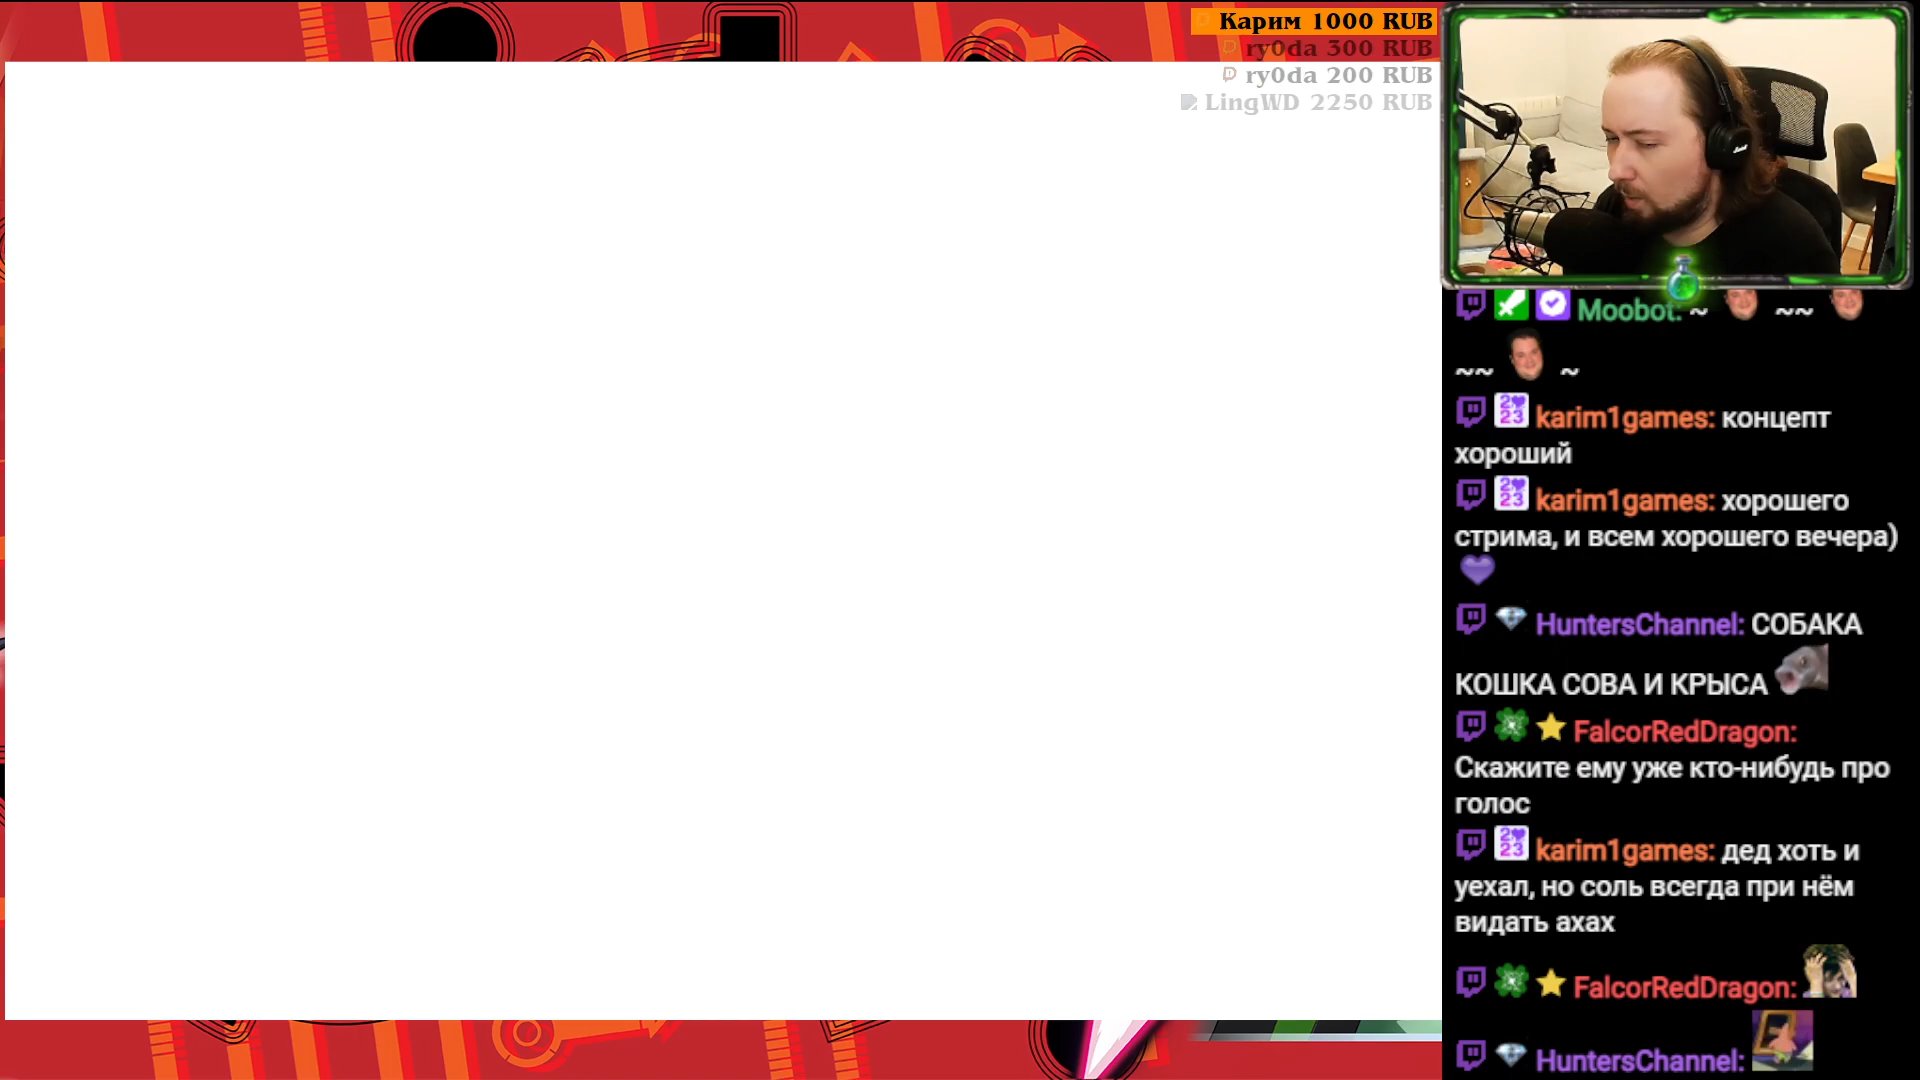 Карим 1000 RUB
ry0da 300 RUB
ry0da 200 RUB
LingWD 2250 RUB
Moobot: ~ ~~
~~ ~
karim1games: концепт
хороший
karim1games: хорошего
стрима, и всем хорошего вечера)
HuntersChannel: СОБАКА
КОШКА СОВА И КРЫСА
FalcorRedDragon:
Скажите ему уже кто-нибудь про
голос
karim1games: дед хоть и
уехал, но соль всегда при нём
видать ахах
FalcorRedDragon:
HuntersChannel: